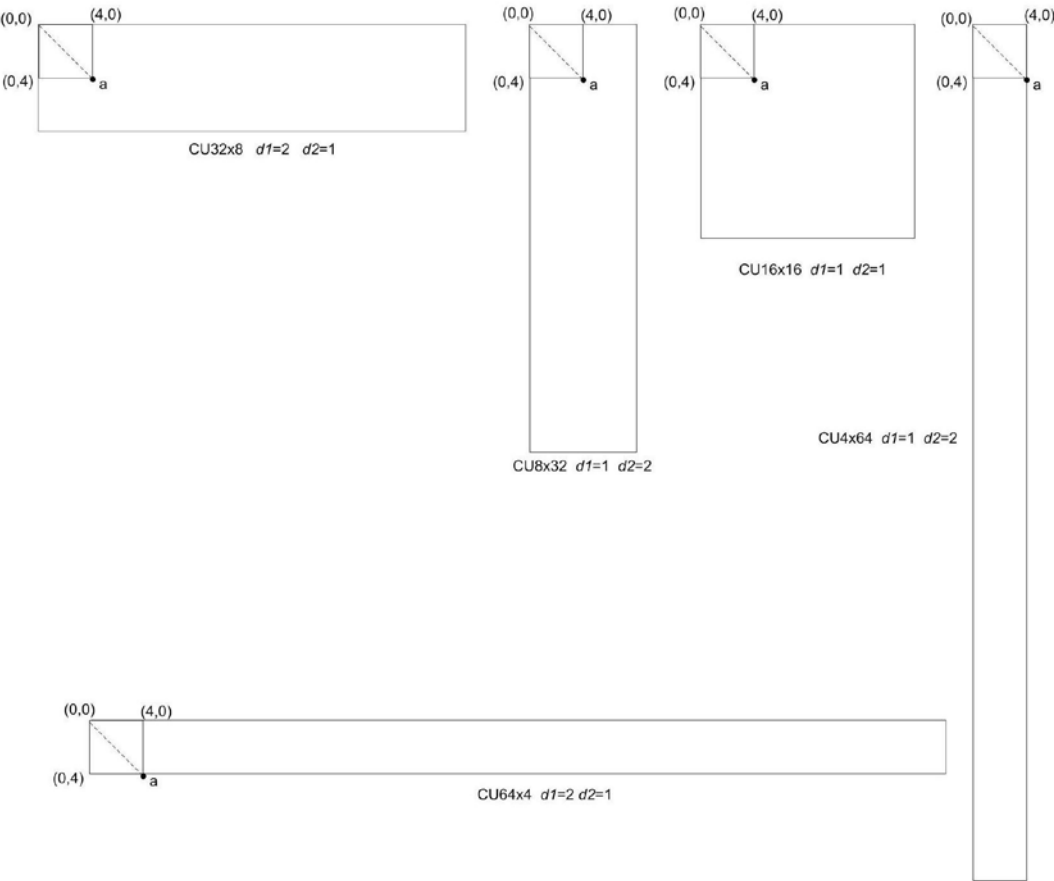 (0,0) (4,0)
(0,4) a
CU32x8 d1=2 d2=1
(0,0) (4,0)
(0,4) a
CU8x32 d1=1 d2=2
(0,0) (4,0)
(0,4) a
CU16x16 d1=1 d2=1
(0,0) (4,0)
(0,4) a
CU4x64 d1=1 d2=2
(0,0) (4,0)
(0,4) a
CU64x4 d1=2 d2=1